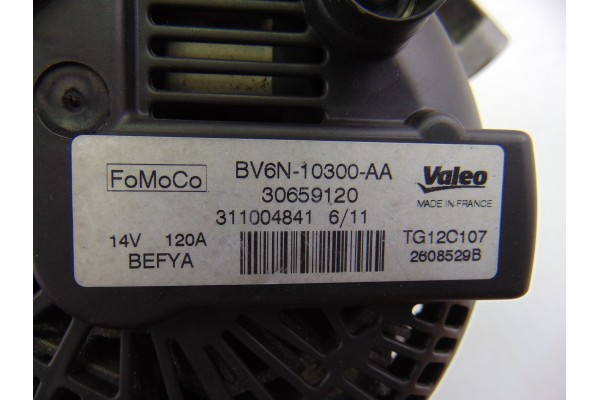 FoMoCo
BV6N-10300-AA
30659120
311004841 6/11
14V 120A
BEFYA
Valeo
MADE IN FRANCE
TG12C107
2608529B